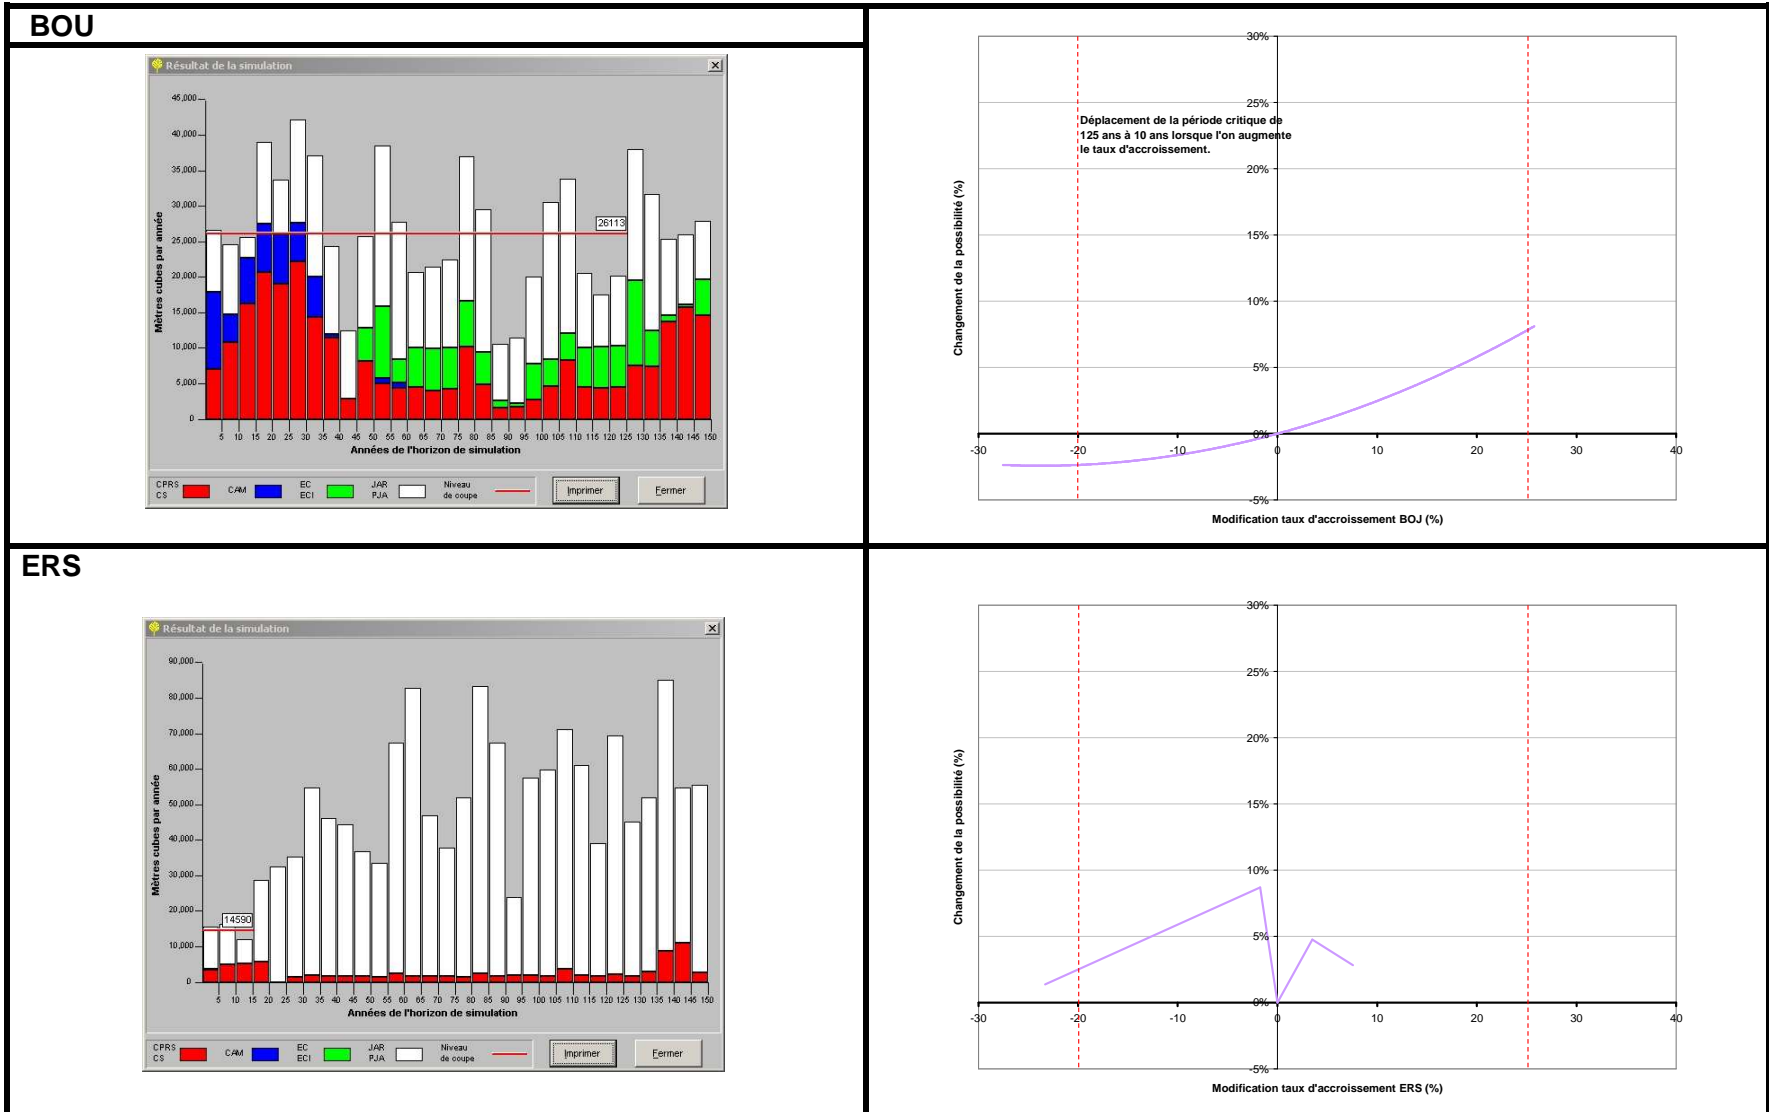 BOU
Résultat de la simulation
Mètres cubes par année
45,000
40,000
35,000
30,000
25,000
20,000
15,000
10,000
5,000
0
26113
5 10 15 20 25 30 35 40 45 50 55 60 65 70 75 80 85 90 95 100 105 110 115 120 125 130 135 140 145 150
Années de l'horizon de simulation
CPRS CS
CAM
EC ECI
JAR PJA
Niveau de coupe
Imprimer
Fermer
30%
25%
20%
15%
10%
5%
0%
-5%
Déplacement de la période critique de
125 ans à 10 ans lorsque l'on augmente
le taux d'accroissement.
Changement de la possibilité (%)
-30 -20 -10 0 10 20 30 40
Modification taux d'accroissement BOJ (%)
ERS
Résultat de la simulation
Mètres cubes par année
90,000
80,000
70,000
60,000
50,000
40,000
30,000
20,000
10,000
0
14590
5 10 15 20 25 30 35 40 45 50 55 60 65 70 75 80 85 90 95 100 105 110 115 120 125 130 135 140 145 150
Années de l'horizon de simulation
CPRS CS
CAM
EC ECI
JAR PJA
Niveau de coupe
Imprimer
Fermer
30%
25%
20%
15%
10%
5%
0%
-5%
Changement de la possibilité (%)
-30 -20 -10 0 10 20 30 40
Modification taux d'accroissement ERS (%)